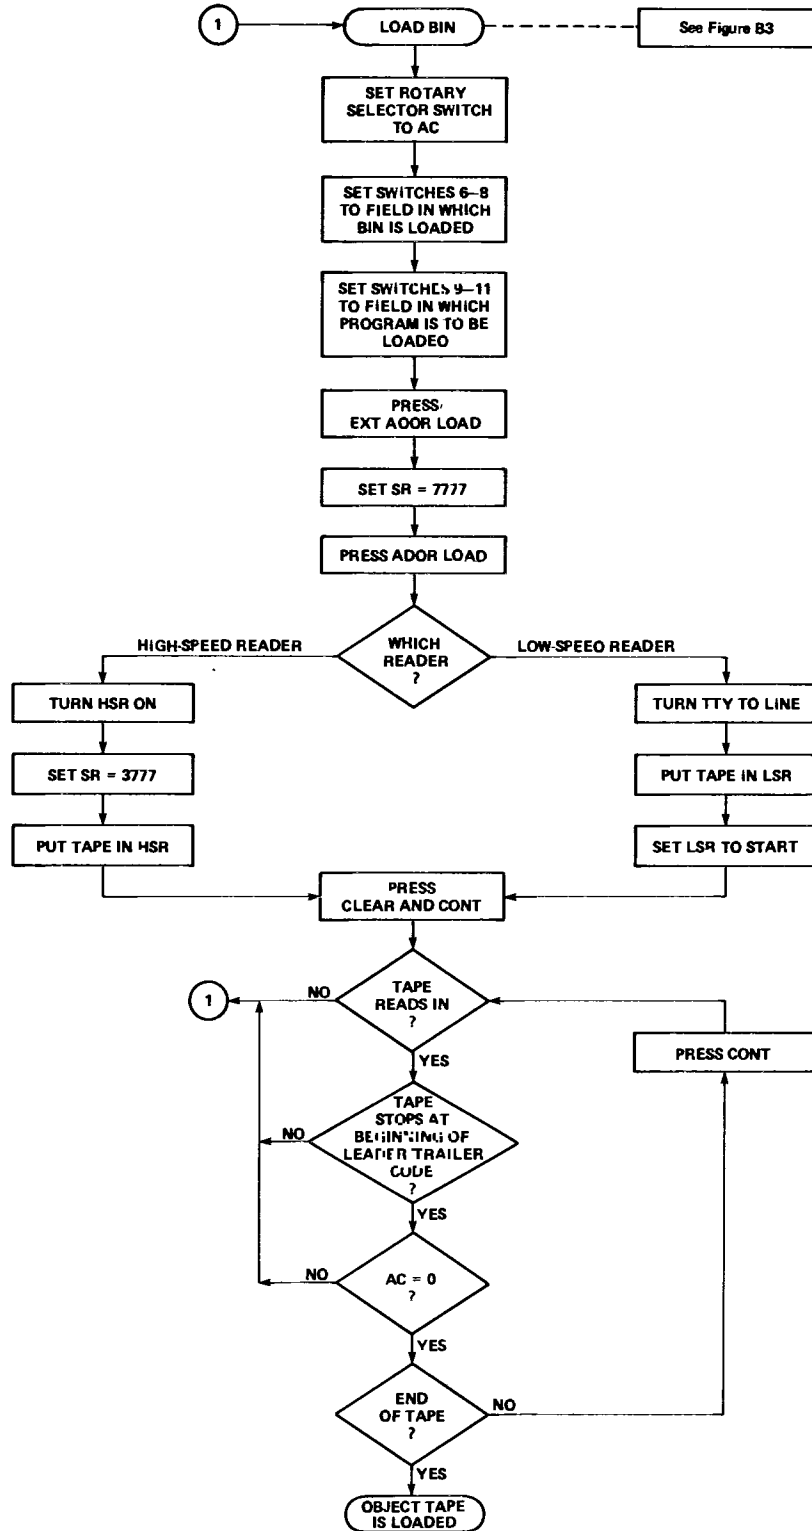 1
LOAD BIN
See Figure B3
SET ROTARY
SELECTOR SWITCH
TO AC
SET SWITCHES 6–8
TO FIELD IN WHICH
BIN IS LOADED
SET SWITCHES 9–11
TO FIELD IN WHICH
PROGRAM IS TO BE
LOADEO
PRESS
EXT AOOR LOAD
SET SR = 7777
PRESS ADOR LOAD
HIGH-SPEED READER
WHICH
READER
?
LOW-SPEEO READER
TURN HSR ON
SET SR = 3777
PUT TAPE IN HSR
TURN TTY TO LINE
PUT TAPE IN LSR
SET LSR TO START
PRESS
CLEAR AND CONT
1
NO
TAPE
READS IN
?
YES
PRESS CONT
NO
TAPE
STOPS AT
BEGINNING OF
LEADER TRAILER
CODE
?
YES
NO
AC = 0
?
YES
END
OF TAPE
?
NO
YES
OBJECT TAPE
IS LOADED